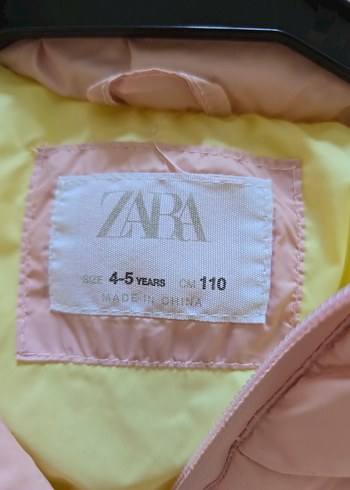 ZARA
SIZE 4-5 YEARS CM 110
MADE IN CHINA